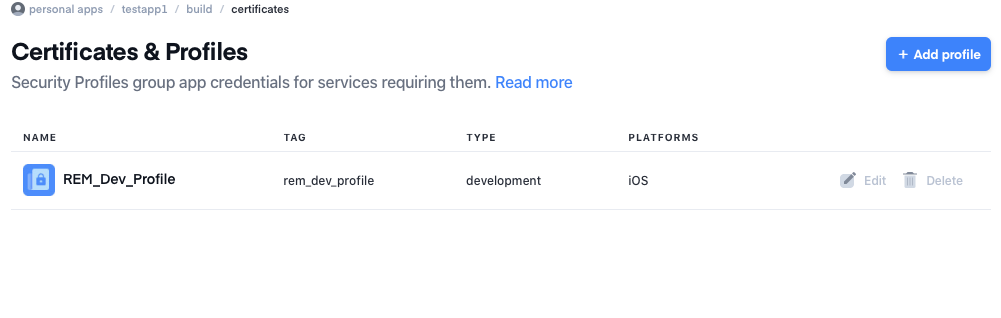 personal apps / testapp1 / build / certificates
Certificates & Profiles
+ Add profile
Security Profiles group app credentials for services requiring them. Read more
NAME TAG TYPE PLATFORMS
REM_Dev_Profile rem_dev_profile development iOS Edit Delete